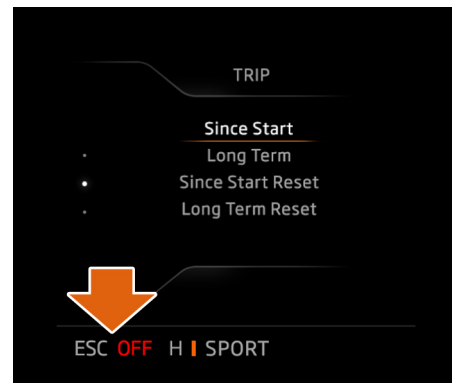 TRIP
Since Start
Long Term
Since Start Reset
Long Term Reset
ESC OFF H SPORT